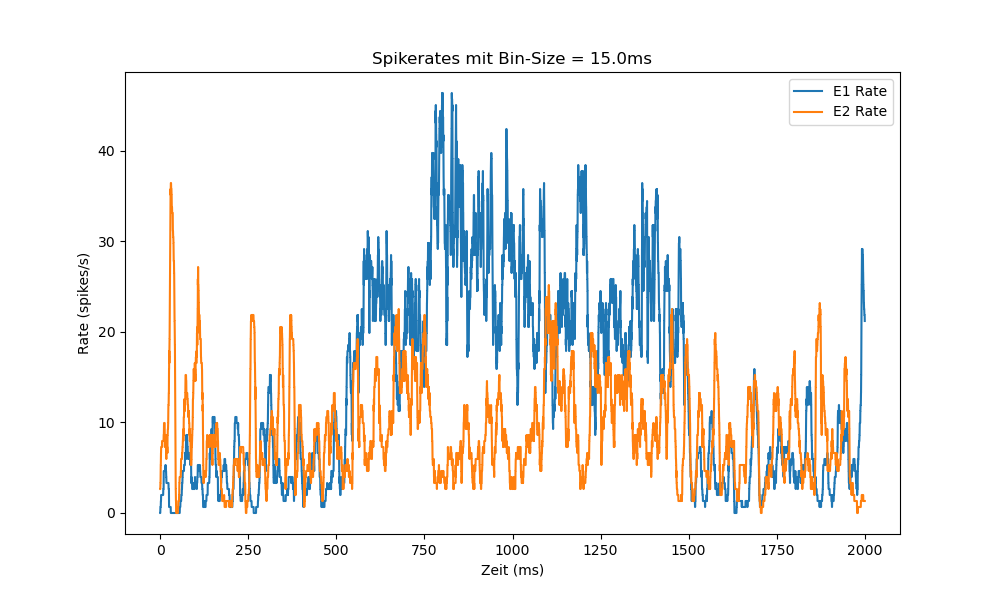 Spikerates mit Bin-Size = 15.0ms
E1 Rate
E2 Rate
Rate (spikes/s)
40
30
20
10
0
0 250 500 750 1000 1250 1500 1750 2000
Zeit (ms)